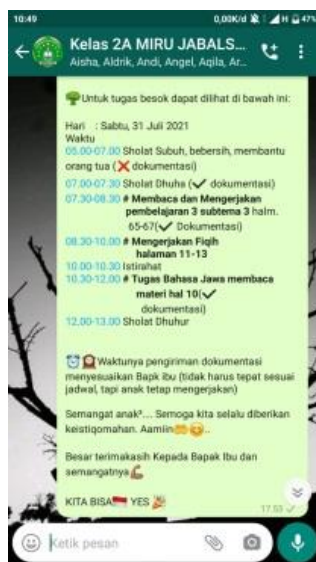 10:49
0,00K/d
47%
Kelas 2A MIRU JABALS...
Aisha, Aldrik, Andi, Angel, Aqila, Ar...
Untuk tugas besok dapat dilihat di bawah ini:
Hari : Sabtu, 31 Juli 2021
Waktu
05.00-07.00 Sholat Subuh, bebersih, membantu
orang tua (❌ dokumentasi)
07.00-07.30 Sholat Dhuha (✔ dokumentasi)
07.30-08.30 # Membaca dan Mengerjakan
pembelajaran 3 subtema 3 halm.
65-67(✔ Dokumentasi)
08.30-10.00 # Mengerjakan Fiqih
halaman 11-13
10.00-10.30 Istirahat
10.30-12.00 # Tugas Bahasa Jawa membaca
materi hal 10(✔
dokumentasi)
12.00-13.00 Sholat Dhuhur
Waktunya pengiriman dokumentasi
menyesuaikan Bapk ibu (tidak harus tepat sesuai
jadwal, tapi anak tetap mengerjakan)
Semangat anak².... Semoga kita selalu diberikan
keistiqomahan. Aamiin
Besar terimakasih Kepada Bapak Ibu dan
semangatnya
KITA BISA YES
17.53
Ketik pesan